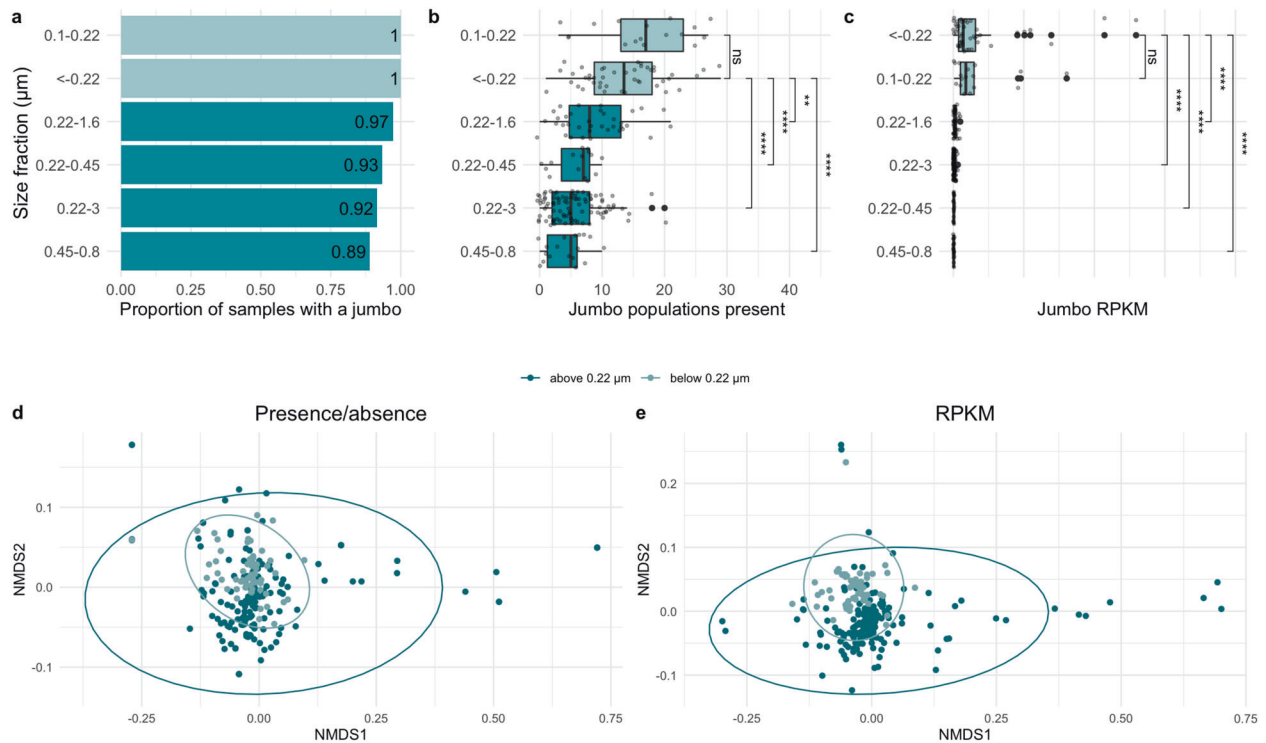 a
b
c
Size fraction (µm)
0.1-0.22
<-0.22
0.22-1.6
0.22-0.45
0.22-3
0.45-0.8
1
1
0.97
0.93
0.92
0.89
0.00 0.25 0.50 0.75 1.00
Proportion of samples with a jumbo
0.1-0.22
<-0.22
0.22-1.6
0.22-0.45
0.22-3
0.45-0.8
ns
**
****
****
****
0 10 20 30 40
Jumbo populations present
<-0.22
0.1-0.22
0.22-1.6
0.22-3
0.22-0.45
0.45-0.8
ns
****
****
****
****
Jumbo RPKM
above 0.22 µm below 0.22 µm
d
Presence/absence
NMDS2
0.1
0.0
-0.1
-0.25 0.00 0.25 0.50 0.75
NMDS1
e
RPKM
NMDS2
0.2
0.1
0.0
-0.1
-0.25 0.00 0.25 0.50 0.75
NMDS1